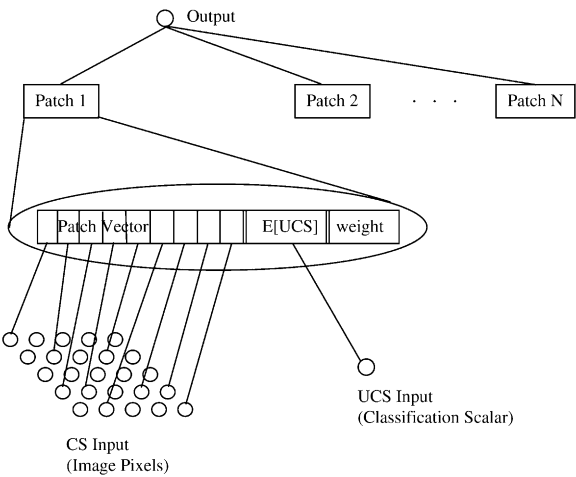 Output
Patch 1
Patch 2
. . .
Patch N
Patch Vector
E[UCS]
weight
UCS Input
(Classification Scalar)
CS Input
(Image Pixels)